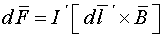 dF̅ = I ' [ dl̅ ' × B̅ ]